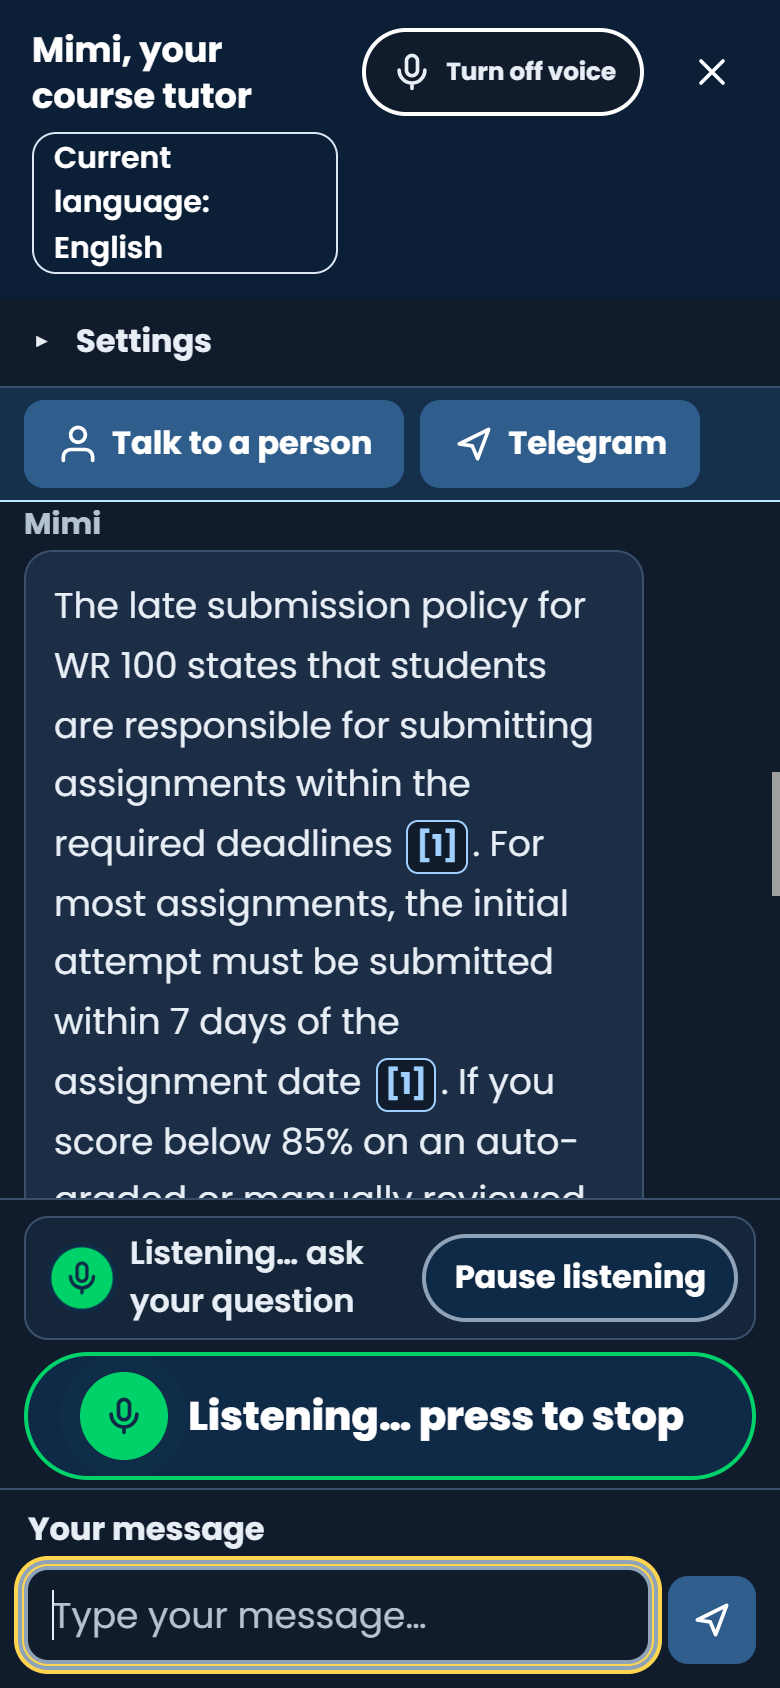 Mimi, your
course tutor
Turn off voice
Current
language:
English
Settings
Talk to a person
Telegram
Mimi
The late submission policy for
WR 100 states that students
are responsible for submitting
assignments within the
required deadlines [1]. For
most assignments, the initial
attempt must be submitted
within 7 days of the
assignment date [1]. If you
score below 85% on an auto-
graded or manually reviewed
Listening... ask
your question
Pause listening
Listening... press to stop
Your message
Type your message...